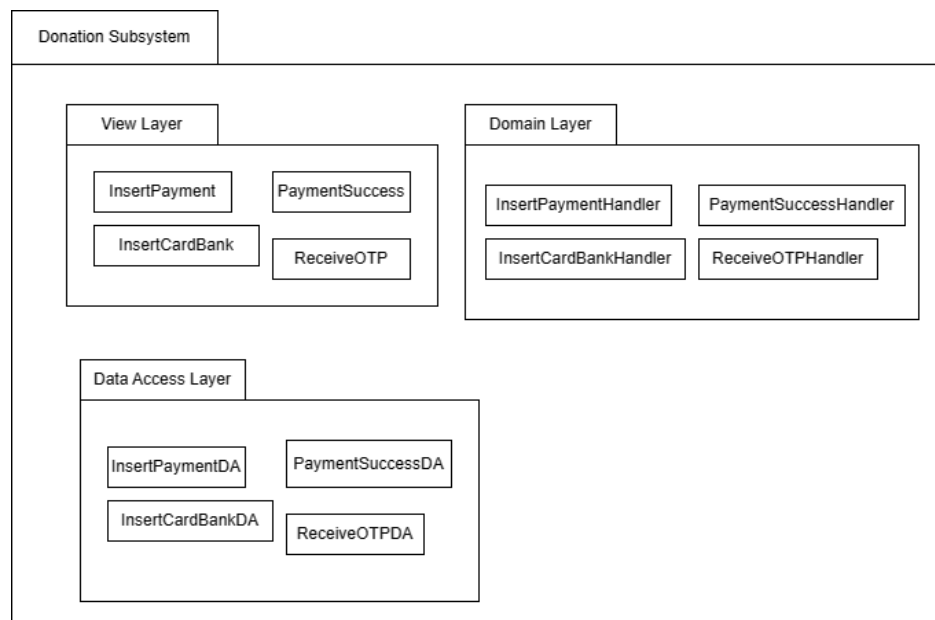 Donation Subsystem
View Layer
InsertPayment
PaymentSuccess
InsertCardBank
ReceiveOTP
Domain Layer
InsertPaymentHandler
PaymentSuccessHandler
InsertCardBankHandler
ReceiveOTPHandler
Data Access Layer
InsertPaymentDA
PaymentSuccessDA
InsertCardBankDA
ReceiveOTPDA